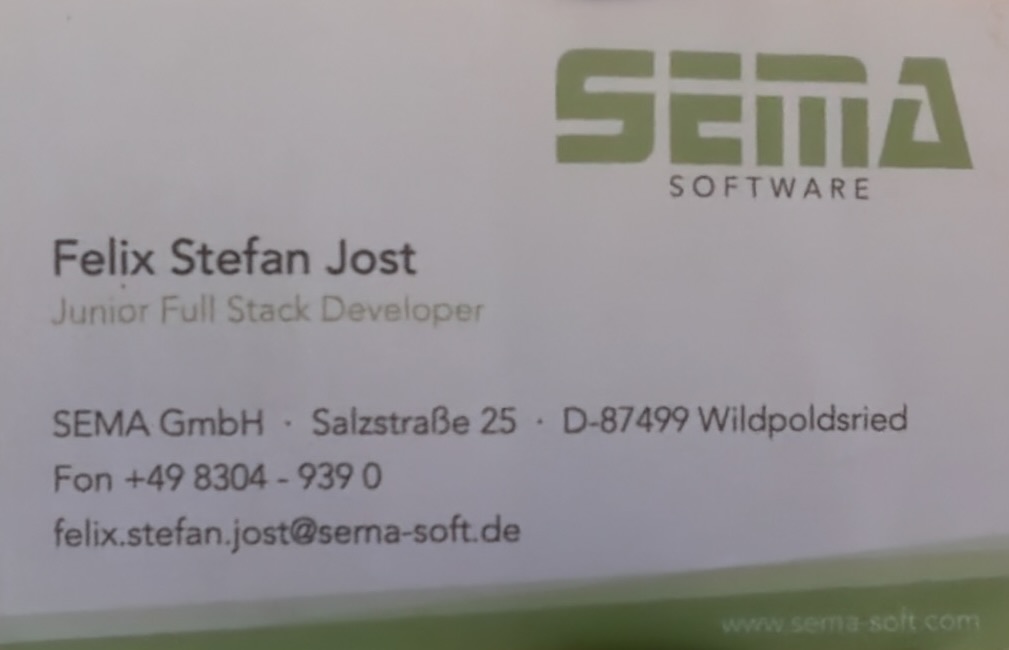 SEMA
SOFTWARE
Felix Stefan Jost
Junior Full Stack Developer
SEMA GmbH · Salzstraße 25 · D-87499 Wildpoldsried
Fon +49 8304 - 939 0
felix.stefan.jost@sema-soft.de
www.sema-soft.com